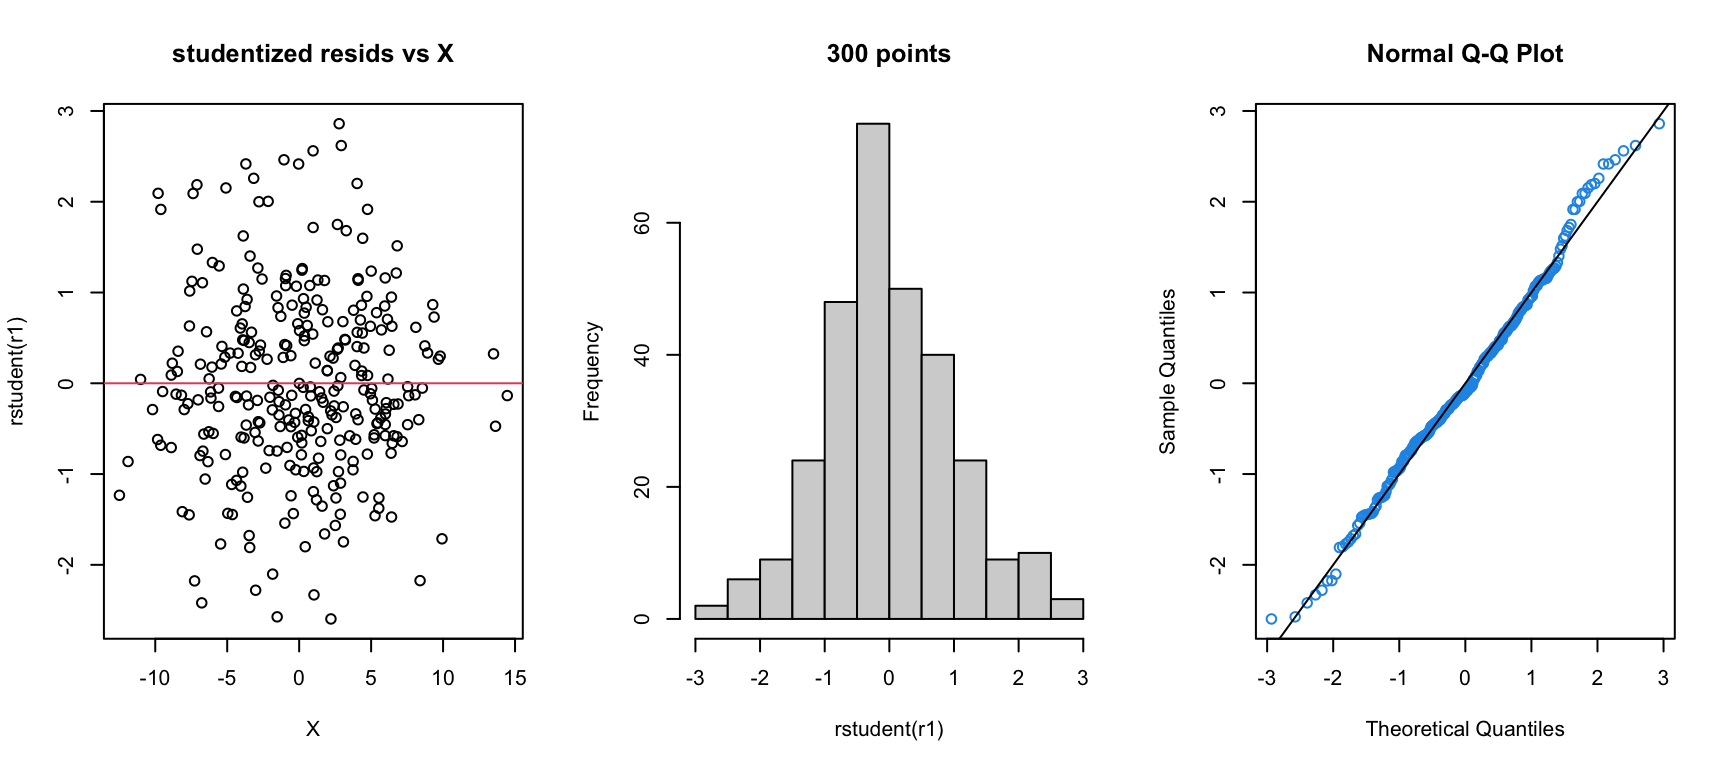 studentized resids vs X
rstudent(r1)
3
2
1
0
-1
-2
-10 -5 0 5 10 15
X
300 points
Frequency
60
40
20
0
-3 -2 -1 0 1 2 3
rstudent(r1)
Normal Q-Q Plot
Sample Quantiles
3
2
1
0
-1
-2
-3 -2 -1 0 1 2 3
Theoretical Quantiles